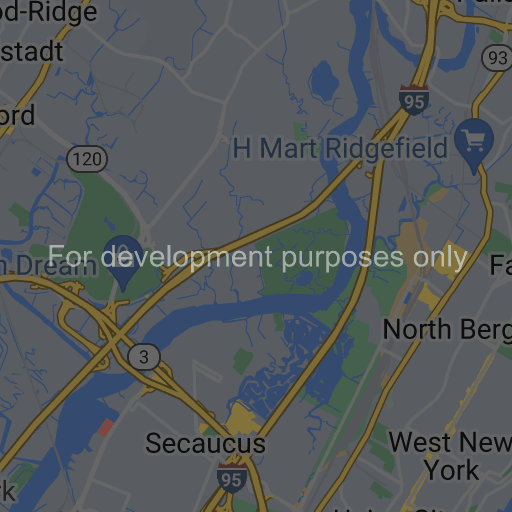 od-Ridge
stadt
ord
93
95
H Mart Ridgefield
120
For development purposes only
n Dream
Fa
North Berg
3
Secaucus
West New
York
95
rk